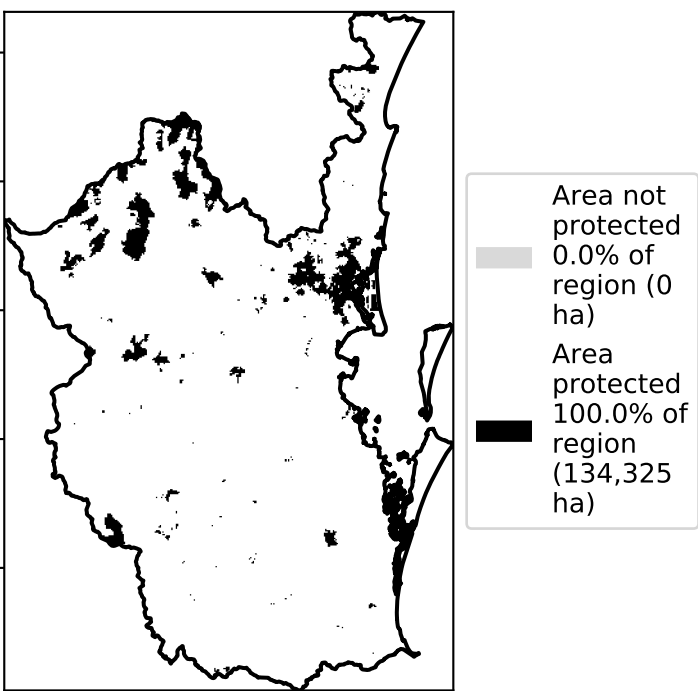 Area not
protected
0.0% of
region (0
ha)
Area
protected
100.0% of
region
(134,325
ha)